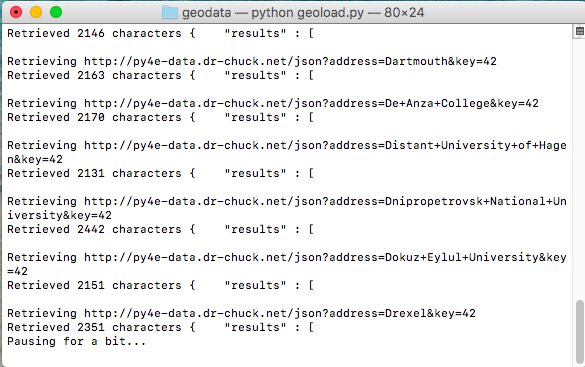 geodata — python geoload.py — 80×24
Retrieved 2146 characters {    "results" : [
Retrieving http://py4e-data.dr-chuck.net/json?address=Dartmouth&key=42
Retrieved 2163 characters {    "results" : [
Retrieving http://py4e-data.dr-chuck.net/json?address=De+Anza+College&key=42
Retrieved 2170 characters {    "results" : [
Retrieving http://py4e-data.dr-chuck.net/json?address=Distant+University+of+Hage
n&key=42
Retrieved 2131 characters {    "results" : [
Retrieving http://py4e-data.dr-chuck.net/json?address=Dnipropetrovsk+National+Un
iversity&key=42
Retrieved 2442 characters {    "results" : [
Retrieving http://py4e-data.dr-chuck.net/json?address=Dokuz+Eylul+University&key
=42
Retrieved 2151 characters {    "results" : [
Retrieving http://py4e-data.dr-chuck.net/json?address=Drexel&key=42
Retrieved 2351 characters {    "results" : [
Pausing for a bit...